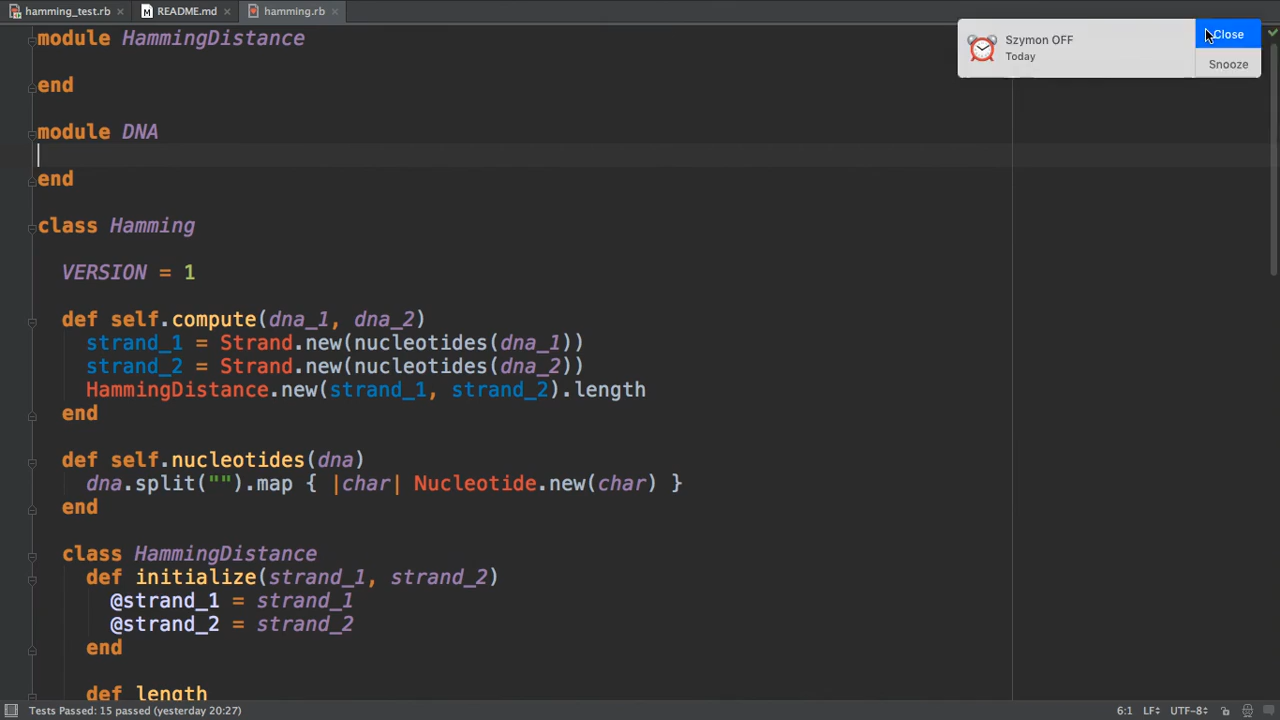 hamming_test.rb README.md hamming.rb
module HammingDistance
end
module DNA
end
class Hamming
VERSION = 1
def self.compute(dna_1, dna_2)
strand_1 = Strand.new(nucleotides(dna_1))
strand_2 = Strand.new(nucleotides(dna_2))
HammingDistance.new(strand_1, strand_2).length
end
def self.nucleotides(dna)
dna.split("").map { |char| Nucleotide.new(char) }
end
class HammingDistance
def initialize(strand_1, strand_2)
@strand_1 = strand_1
@strand_2 = strand_2
end
def length
Szymon OFF
Today
Close
Snooze
Tests Passed: 15 passed (yesterday 20:27) 6:1 LF UTF-8